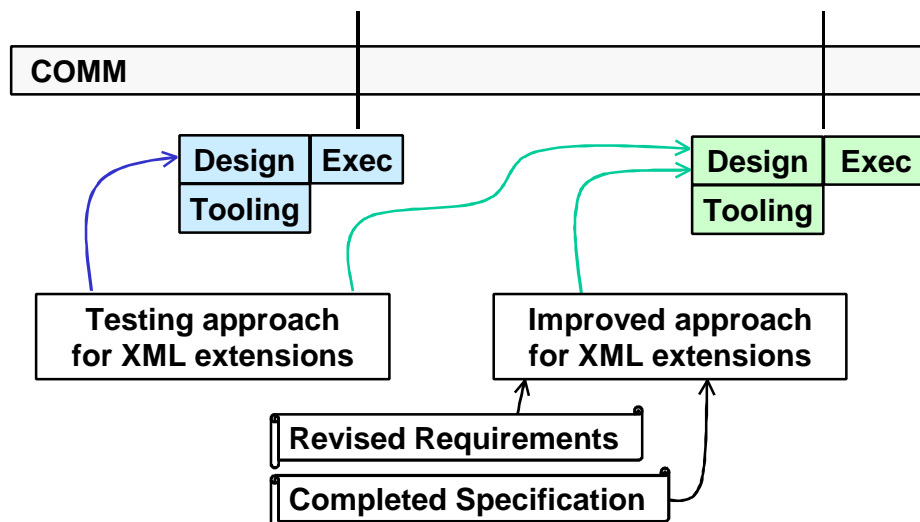 COMM
Design Exec
Tooling
Design Exec
Tooling
Testing approach
for XML extensions
Improved approach
for XML extensions
Revised Requirements
Completed Specification